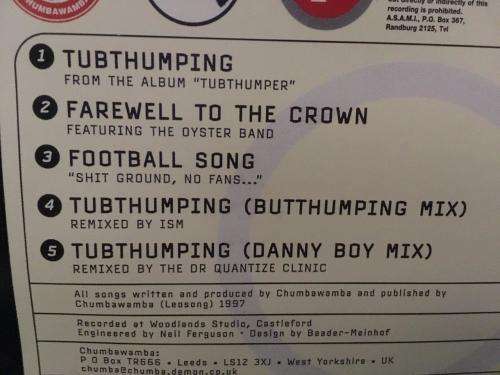 CHUMBAWAMBA
recording is prohibited.
A.S.A.M.I., P.O. Box 367,
Randburg 2125, Tvl
1 TUBTHUMPING
FROM THE ALBUM "TUBTHUMPER"
2 FAREWELL TO THE CROWN
FEATURING THE OYSTER BAND
3 FOOTBALL SONG
"SHIT GROUND, NO FANS..."
4 TUBTHUMPING (BUTTHUMPING MIX)
REMIXED BY ISM
5 TUBTHUMPING (DANNY BOY MIX)
REMIXED BY THE DR QUANTIZE CLINIC
All songs written and produced by Chumbawamba and published by
Chumbawamba (Leosong) 1997
Recorded at Woodlands Studio, Castleford
Engineered by Neil Ferguson • Design by Baader-Meinhof
Chumbawamba:
P O Box TR666 • Leeds • LS12 3XJ • West Yorkshire • UK
chumba@chumba.demon.co.uk